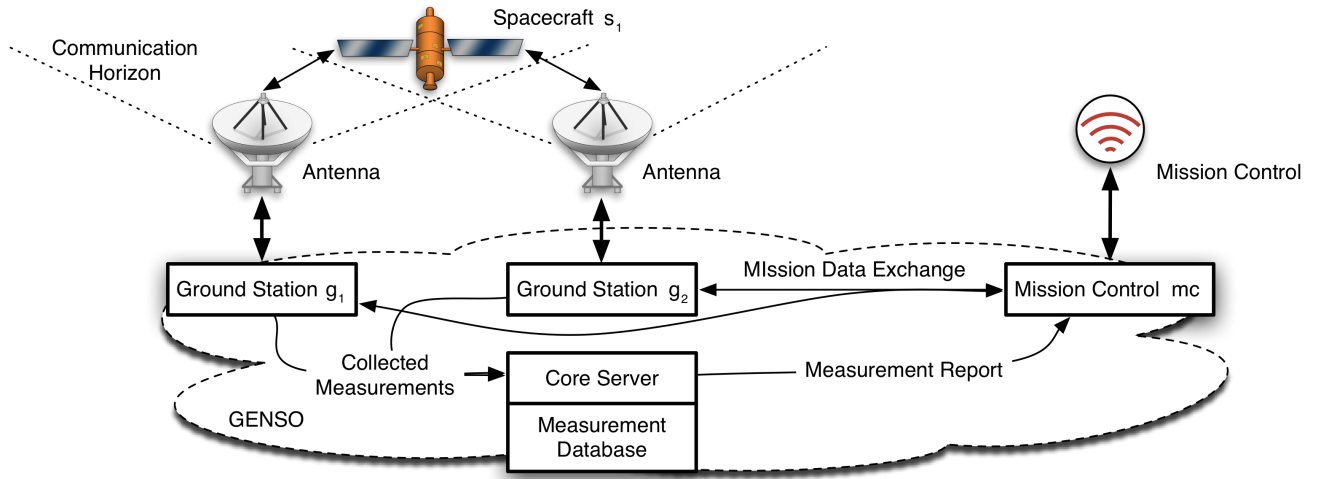 Spacecraft s₁
Communication
Horizon
Antenna
Antenna
Mission Control
MIssion Data Exchange
Ground Station g₁
Ground Station g₂
Mission Control mc
Collected
Measurements
Core Server
Measurement Report
GENSO
Measurement
Database